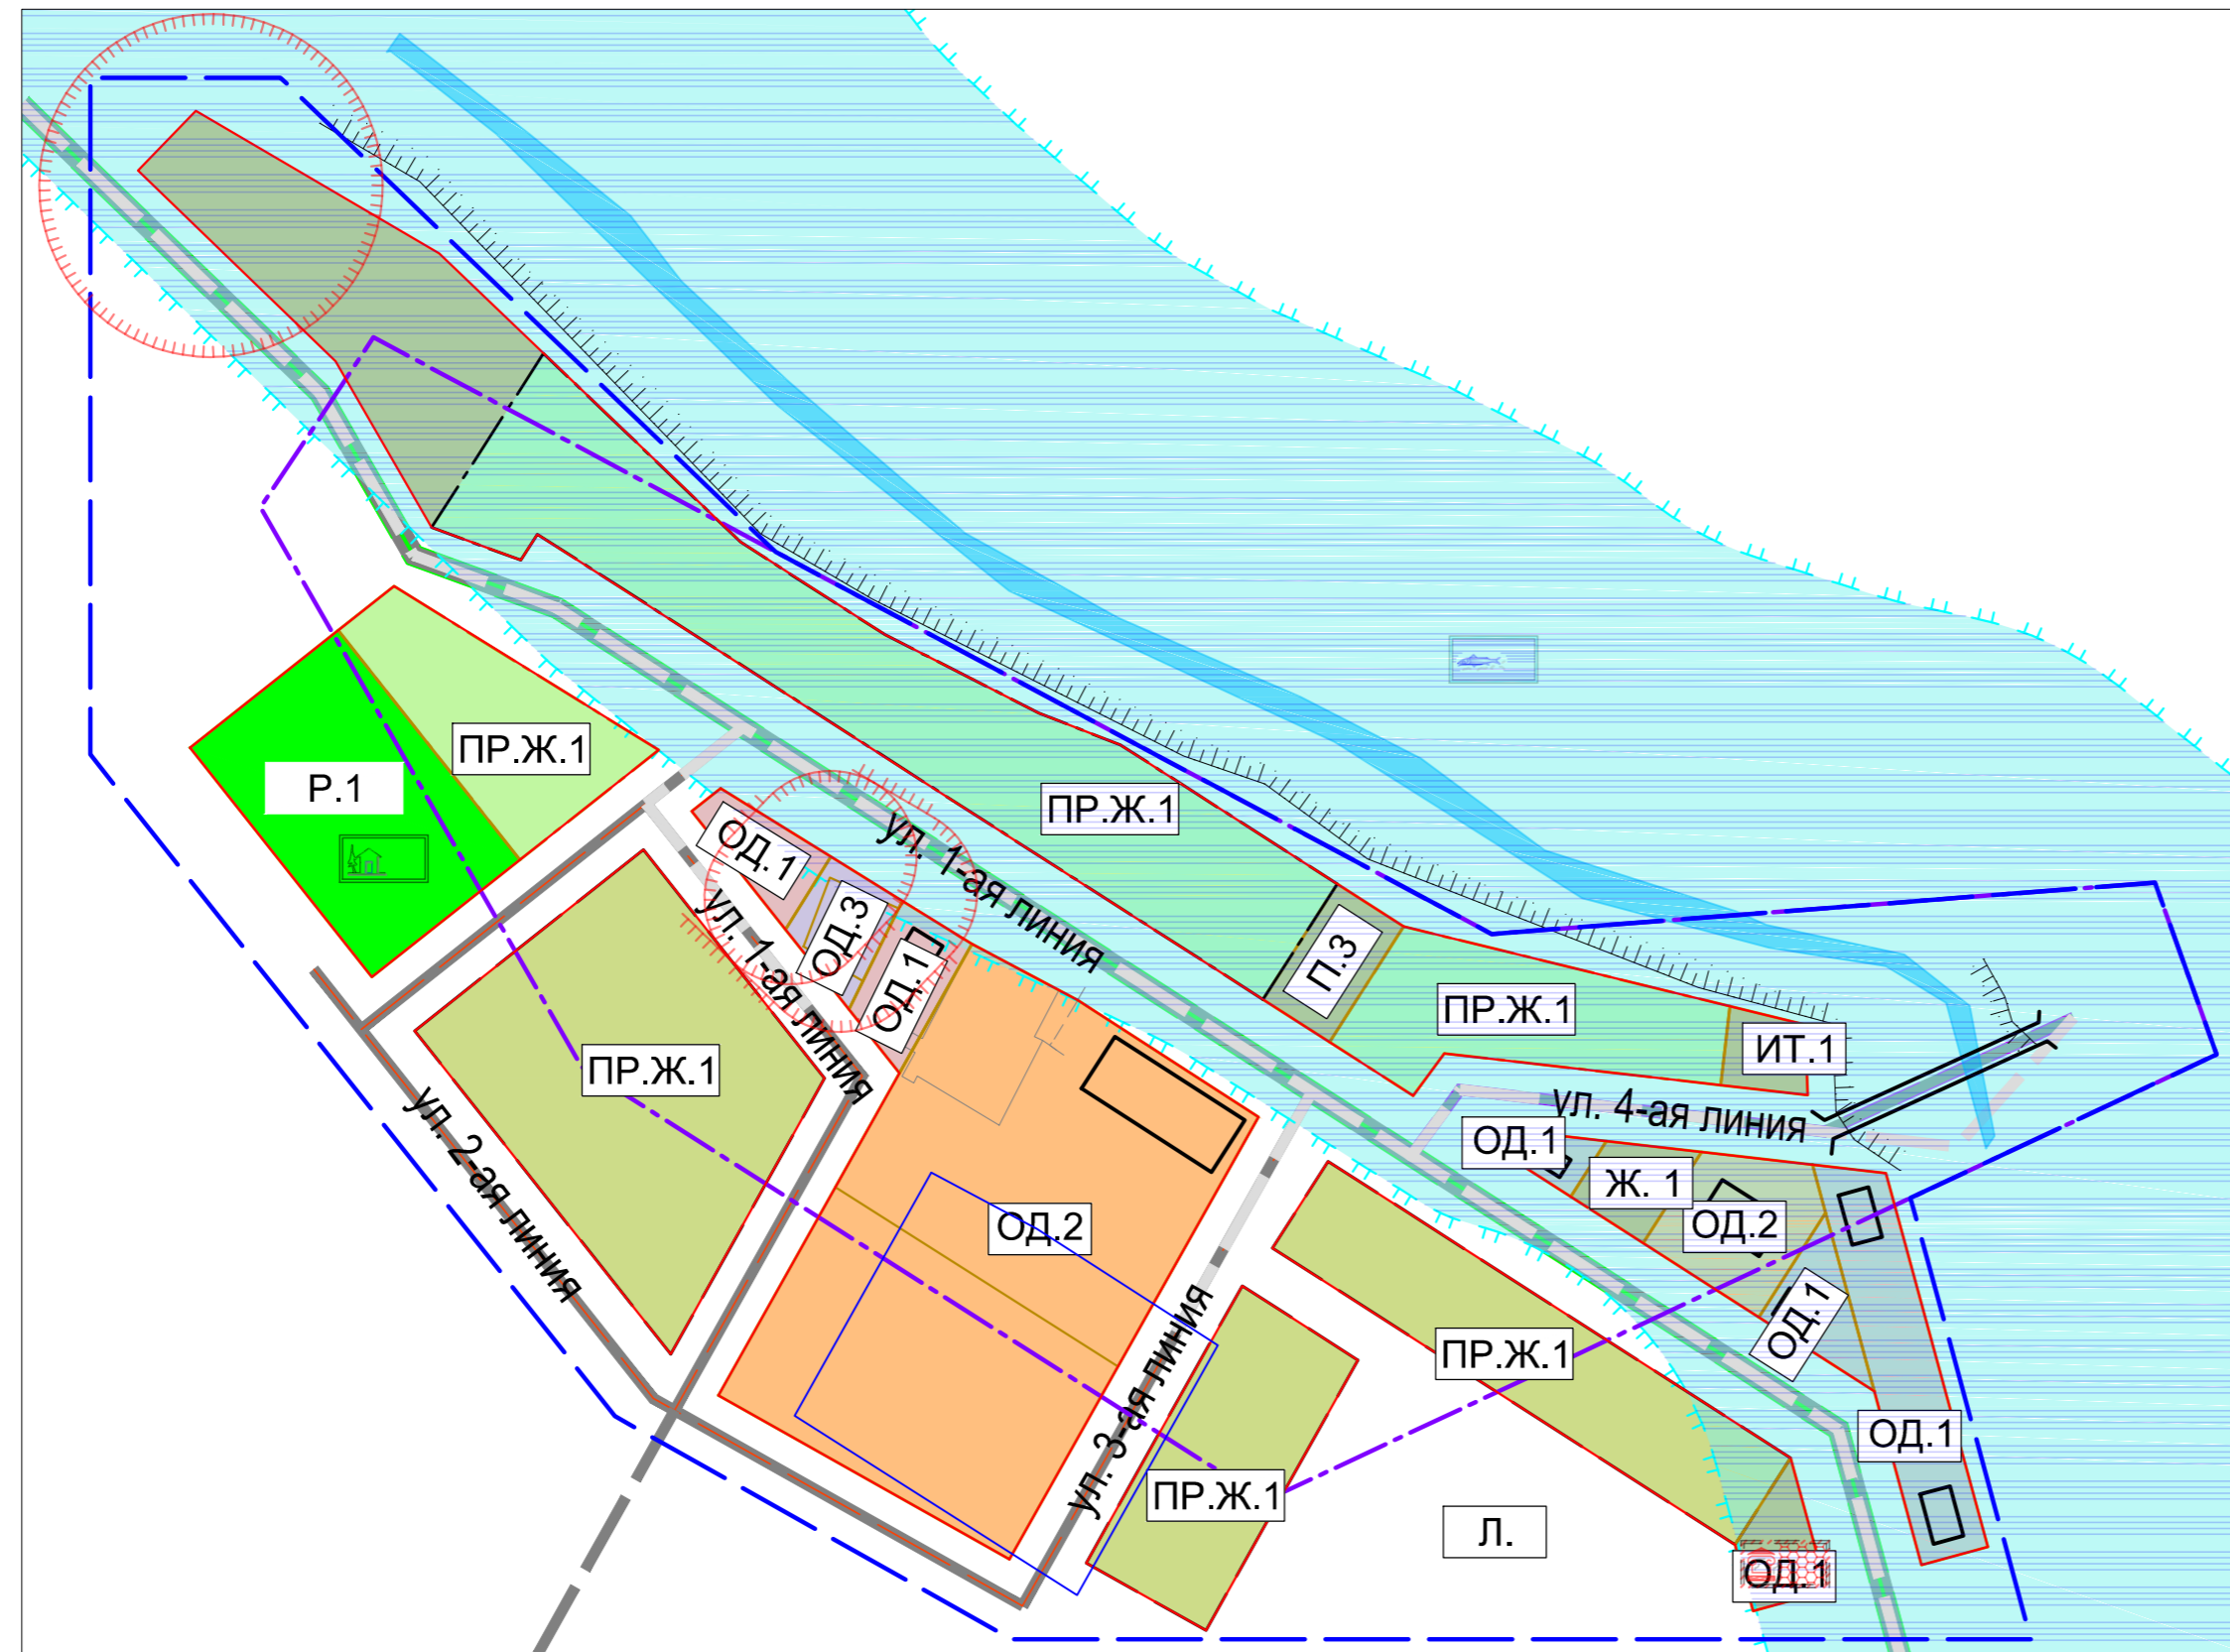 ПР.Ж.1
Р.1
ПР.Ж.1
ОД.1
ул. 1-ая линия
ОД.3
ул. 1-ая линия
П.3
ОД.1
ПР.Ж.1
ИТ.1
ПР.Ж.1
ул. 4-ая линия
ОД.1
Ж. 1
ул. 2-ая линия
ОД.2
ОД.2
ОД.1
ПР.Ж.1
ул. 3-ая линия
ОД.1
ПР.Ж.1
Л.
ОД.1